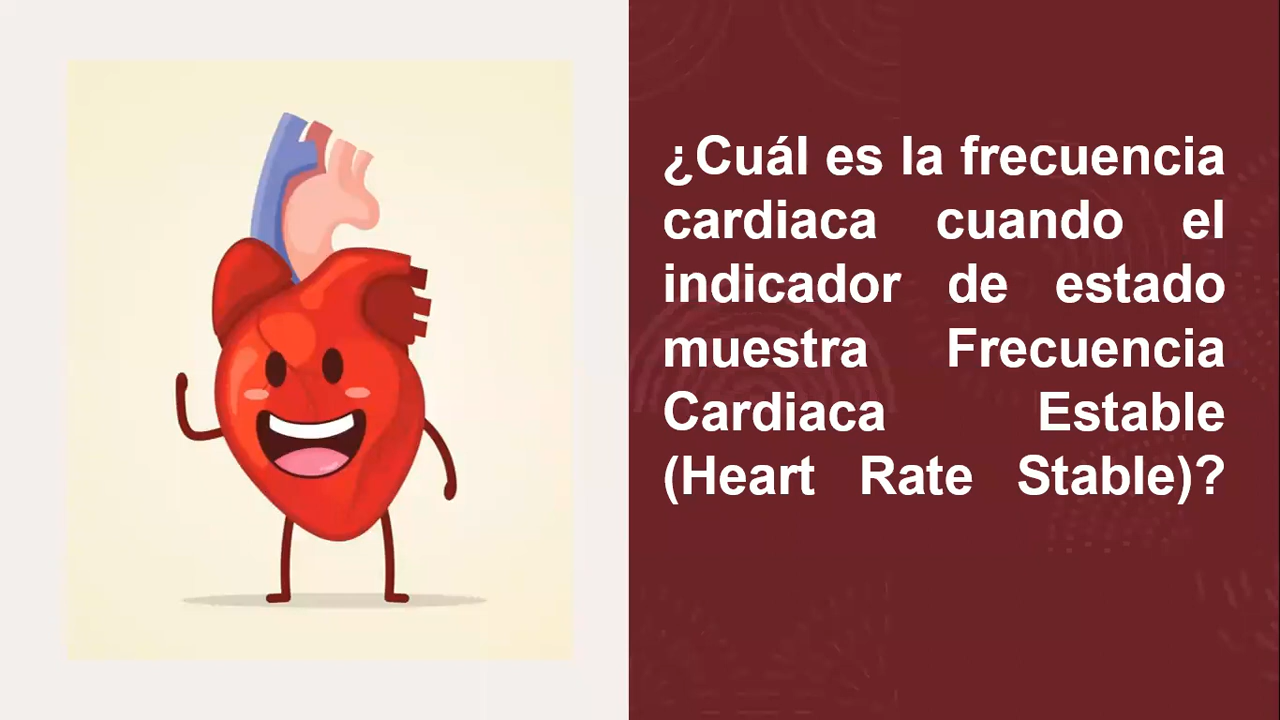 ¿Cuál es la frecuencia
cardiaca cuando el
indicador de estado
muestra Frecuencia
Cardiaca Estable
(Heart Rate Stable)?